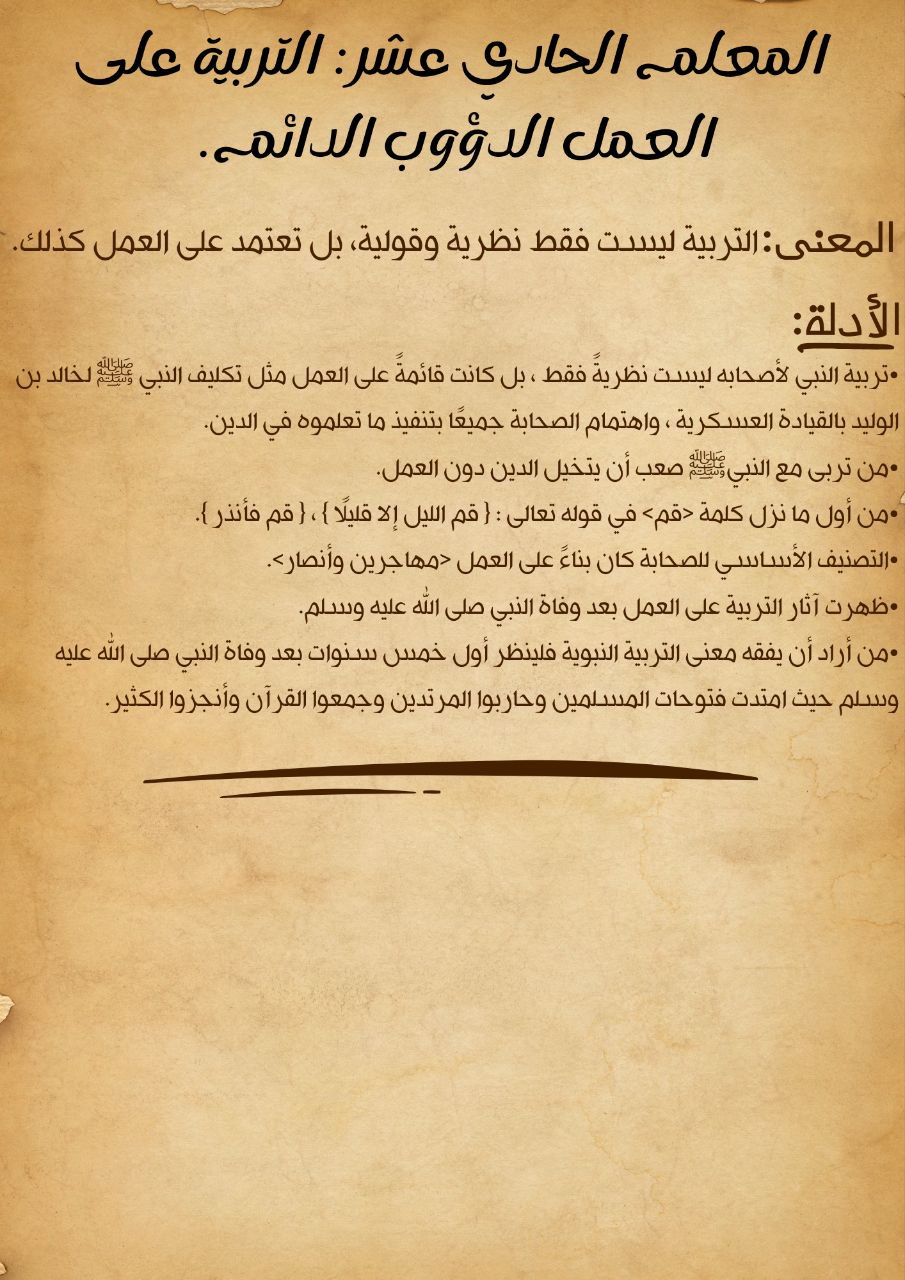 المعلم الحادي عشر: التربية على
العمل الدؤوب الدائم.
المعنى: التربية ليست فقط نظرية وقولية، بل تعتمد على العمل كذلك.
الأدلة:
•تربية النبي لأصحابه ليست نظريةً فقط ، بل كانت قائمةً على العمل مثل تكليف النبي ﷺ لخالد بن
الوليد بالقيادة العسكرية ، واهتمام الصحابة جميعًا بتنفيذ ما تعلموه في الدين.
•من تربى مع النبيﷺ صعب أن يتخيل الدين دون العمل.
•من أول ما نزل كلمة <قم> في قوله تعالى : { قم الليل إلا قليلًا } ، { قم فأنذر }.
•التصنيف الأساسي للصحابة كان بناءً على العمل <مهاجرين وأنصار>.
•ظهرت آثار التربية على العمل بعد وفاة النبي صلى الله عليه وسلم.
•من أراد أن يفقه معنى التربية النبوية فلينظر أول خمس سنوات بعد وفاة النبي صلى الله عليه
وسلم حيث امتدت فتوحات المسلمين وحاربوا المرتدين وجمعوا القرآن وأنجزوا الكثير.